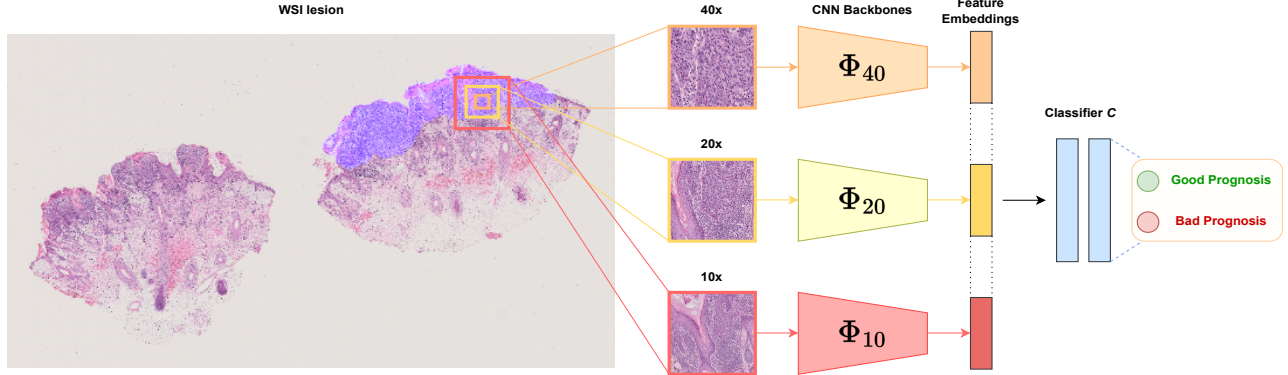 WSI lesion
40x
CNN Backbones
Feature
Embeddings
Φ40
20x
Φ20
10x
Φ10
Classifier C
Good Prognosis
Bad Prognosis